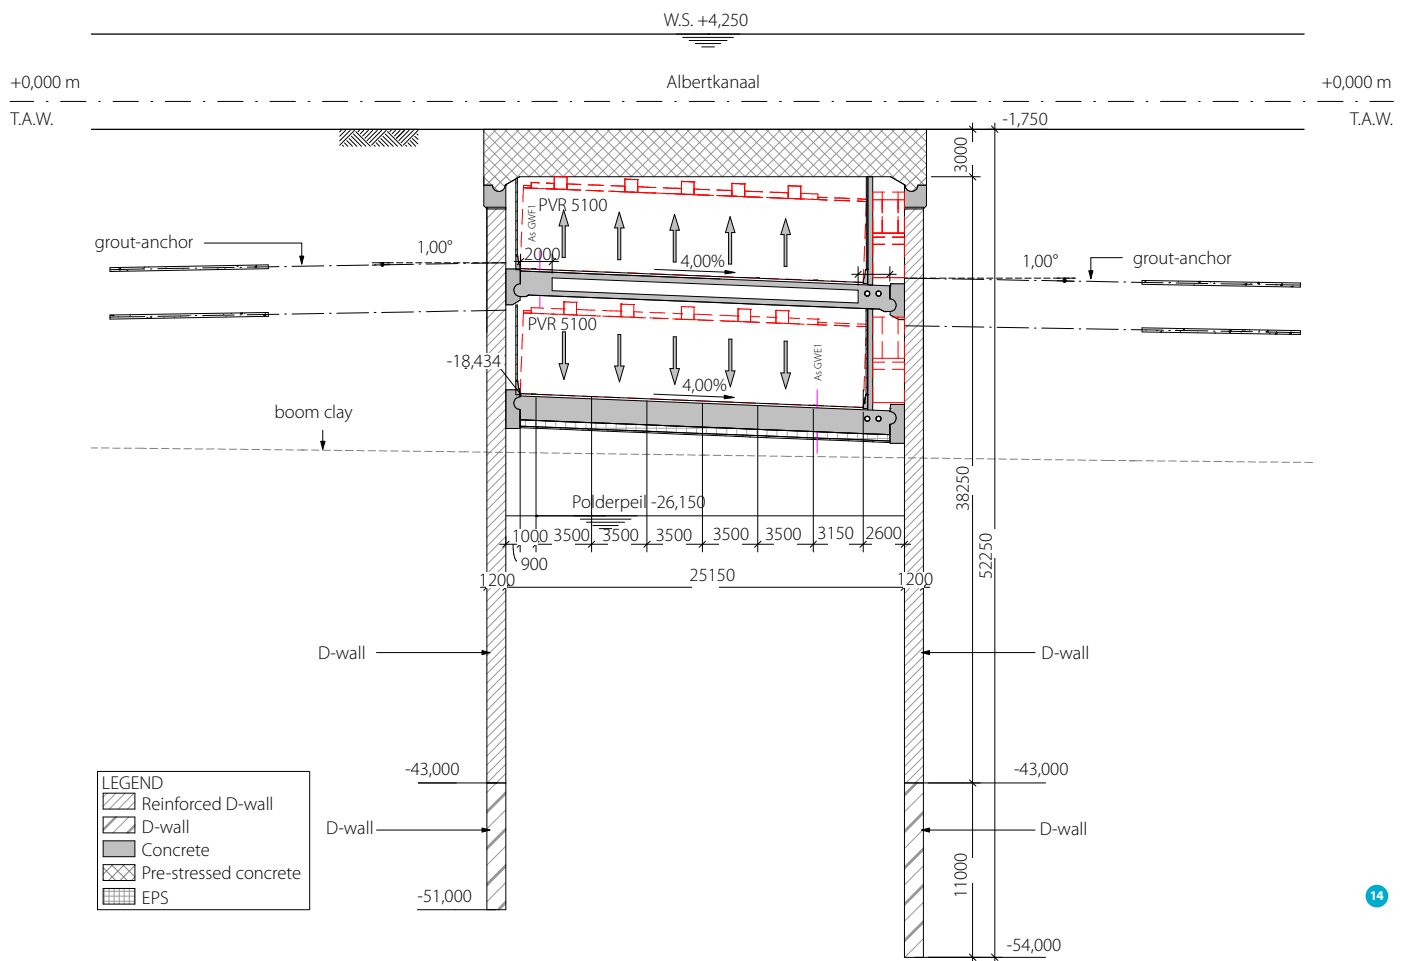 W.S. +4,250
+0,000 m
Albertkanaal
+0,000 m
T.A.W.
-1,750
T.A.W.
3000
PVR 5100
As GWF1
grout-anchor
1,00°
2000
4,00%
1,00°
grout-anchor
PVR 5100
-18,434
4,00%
As GWE1
boom clay
38250
52250
Polderpeil -26,150
1000
3500
3500
3500
3500
3500
3150
2600
900
1200
25150
1200
D-wall
D-wall
-43,000
-43,000
LEGEND
Reinforced D-wall
D-wall
Concrete
Pre-stressed concrete
EPS
D-wall
D-wall
11000
-51,000
14
-54,000